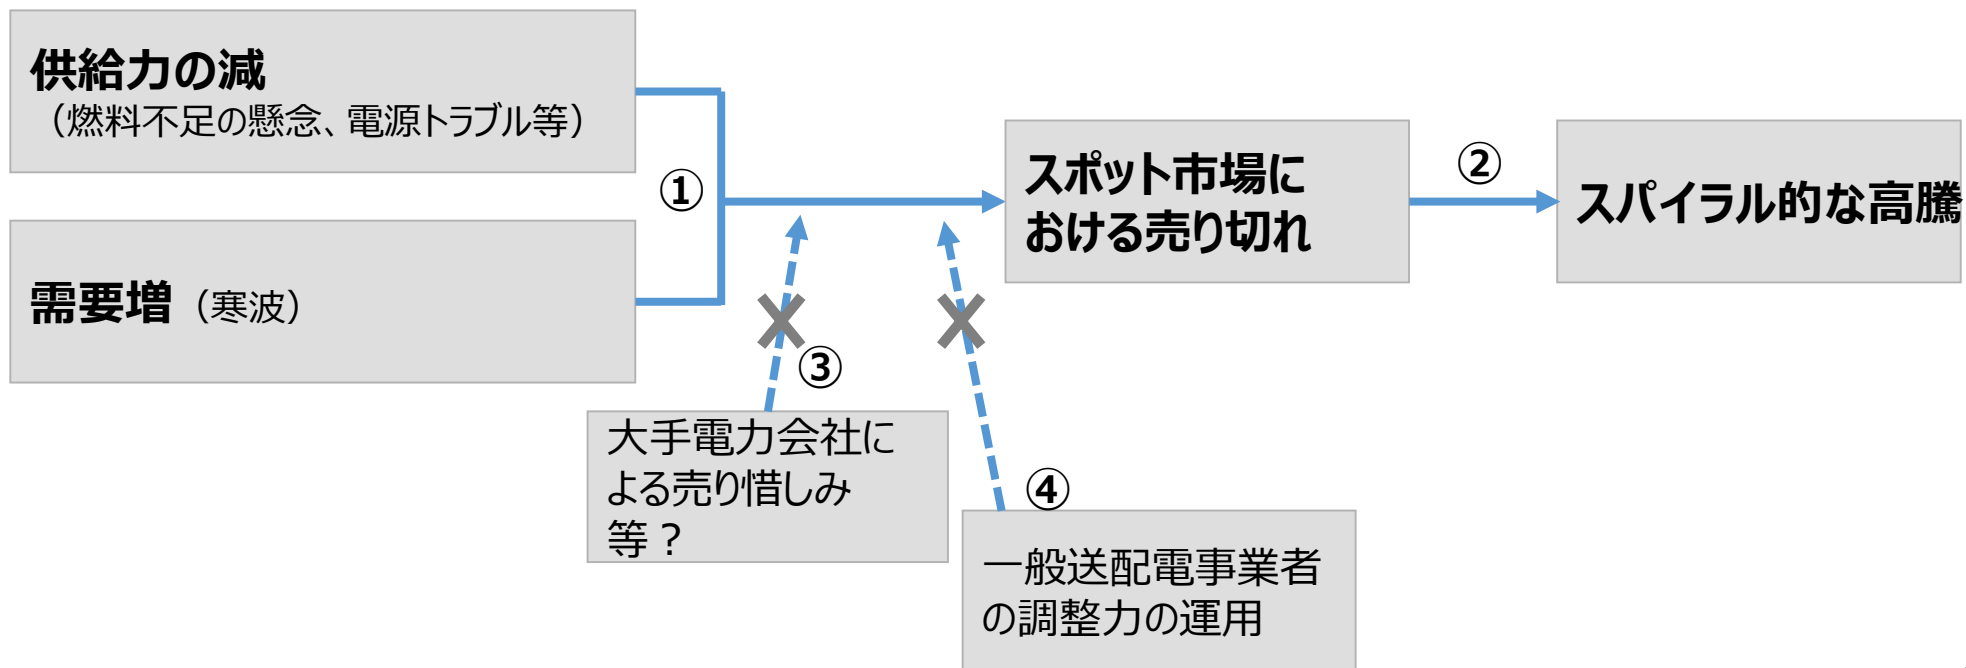 供給力の減
（燃料不足の懸念、電源トラブル等）
需要増（寒波）
①
スポット市場に
おける売り切れ
②
スパイラル的な高騰
③
大手電力会社に
よる売り惜しみ
等？
④
一般送配電事業者
の調整力の運用